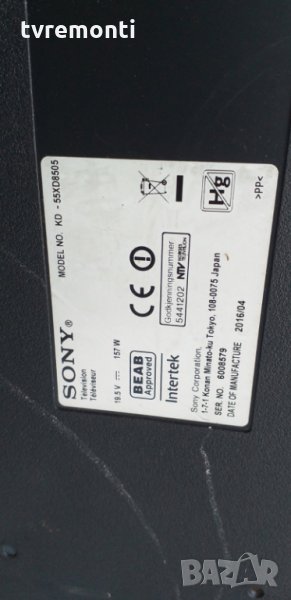 tvremonti
SONY®
MODEL NO. KD - 55XD8505
Television
Téléviseur
19.5 V ⎓ 157 W
BEAB
Approved
Intertek
CE
Godkjenningsnummer
5441202
Hg
Sony Corporation,
1-7-1 Konan Minato-ku Tokyo, 108-0075 Japan
SER. NO. 6008579
DATE OF MANUFACTURE 2016/04
>PP<
BAZAR